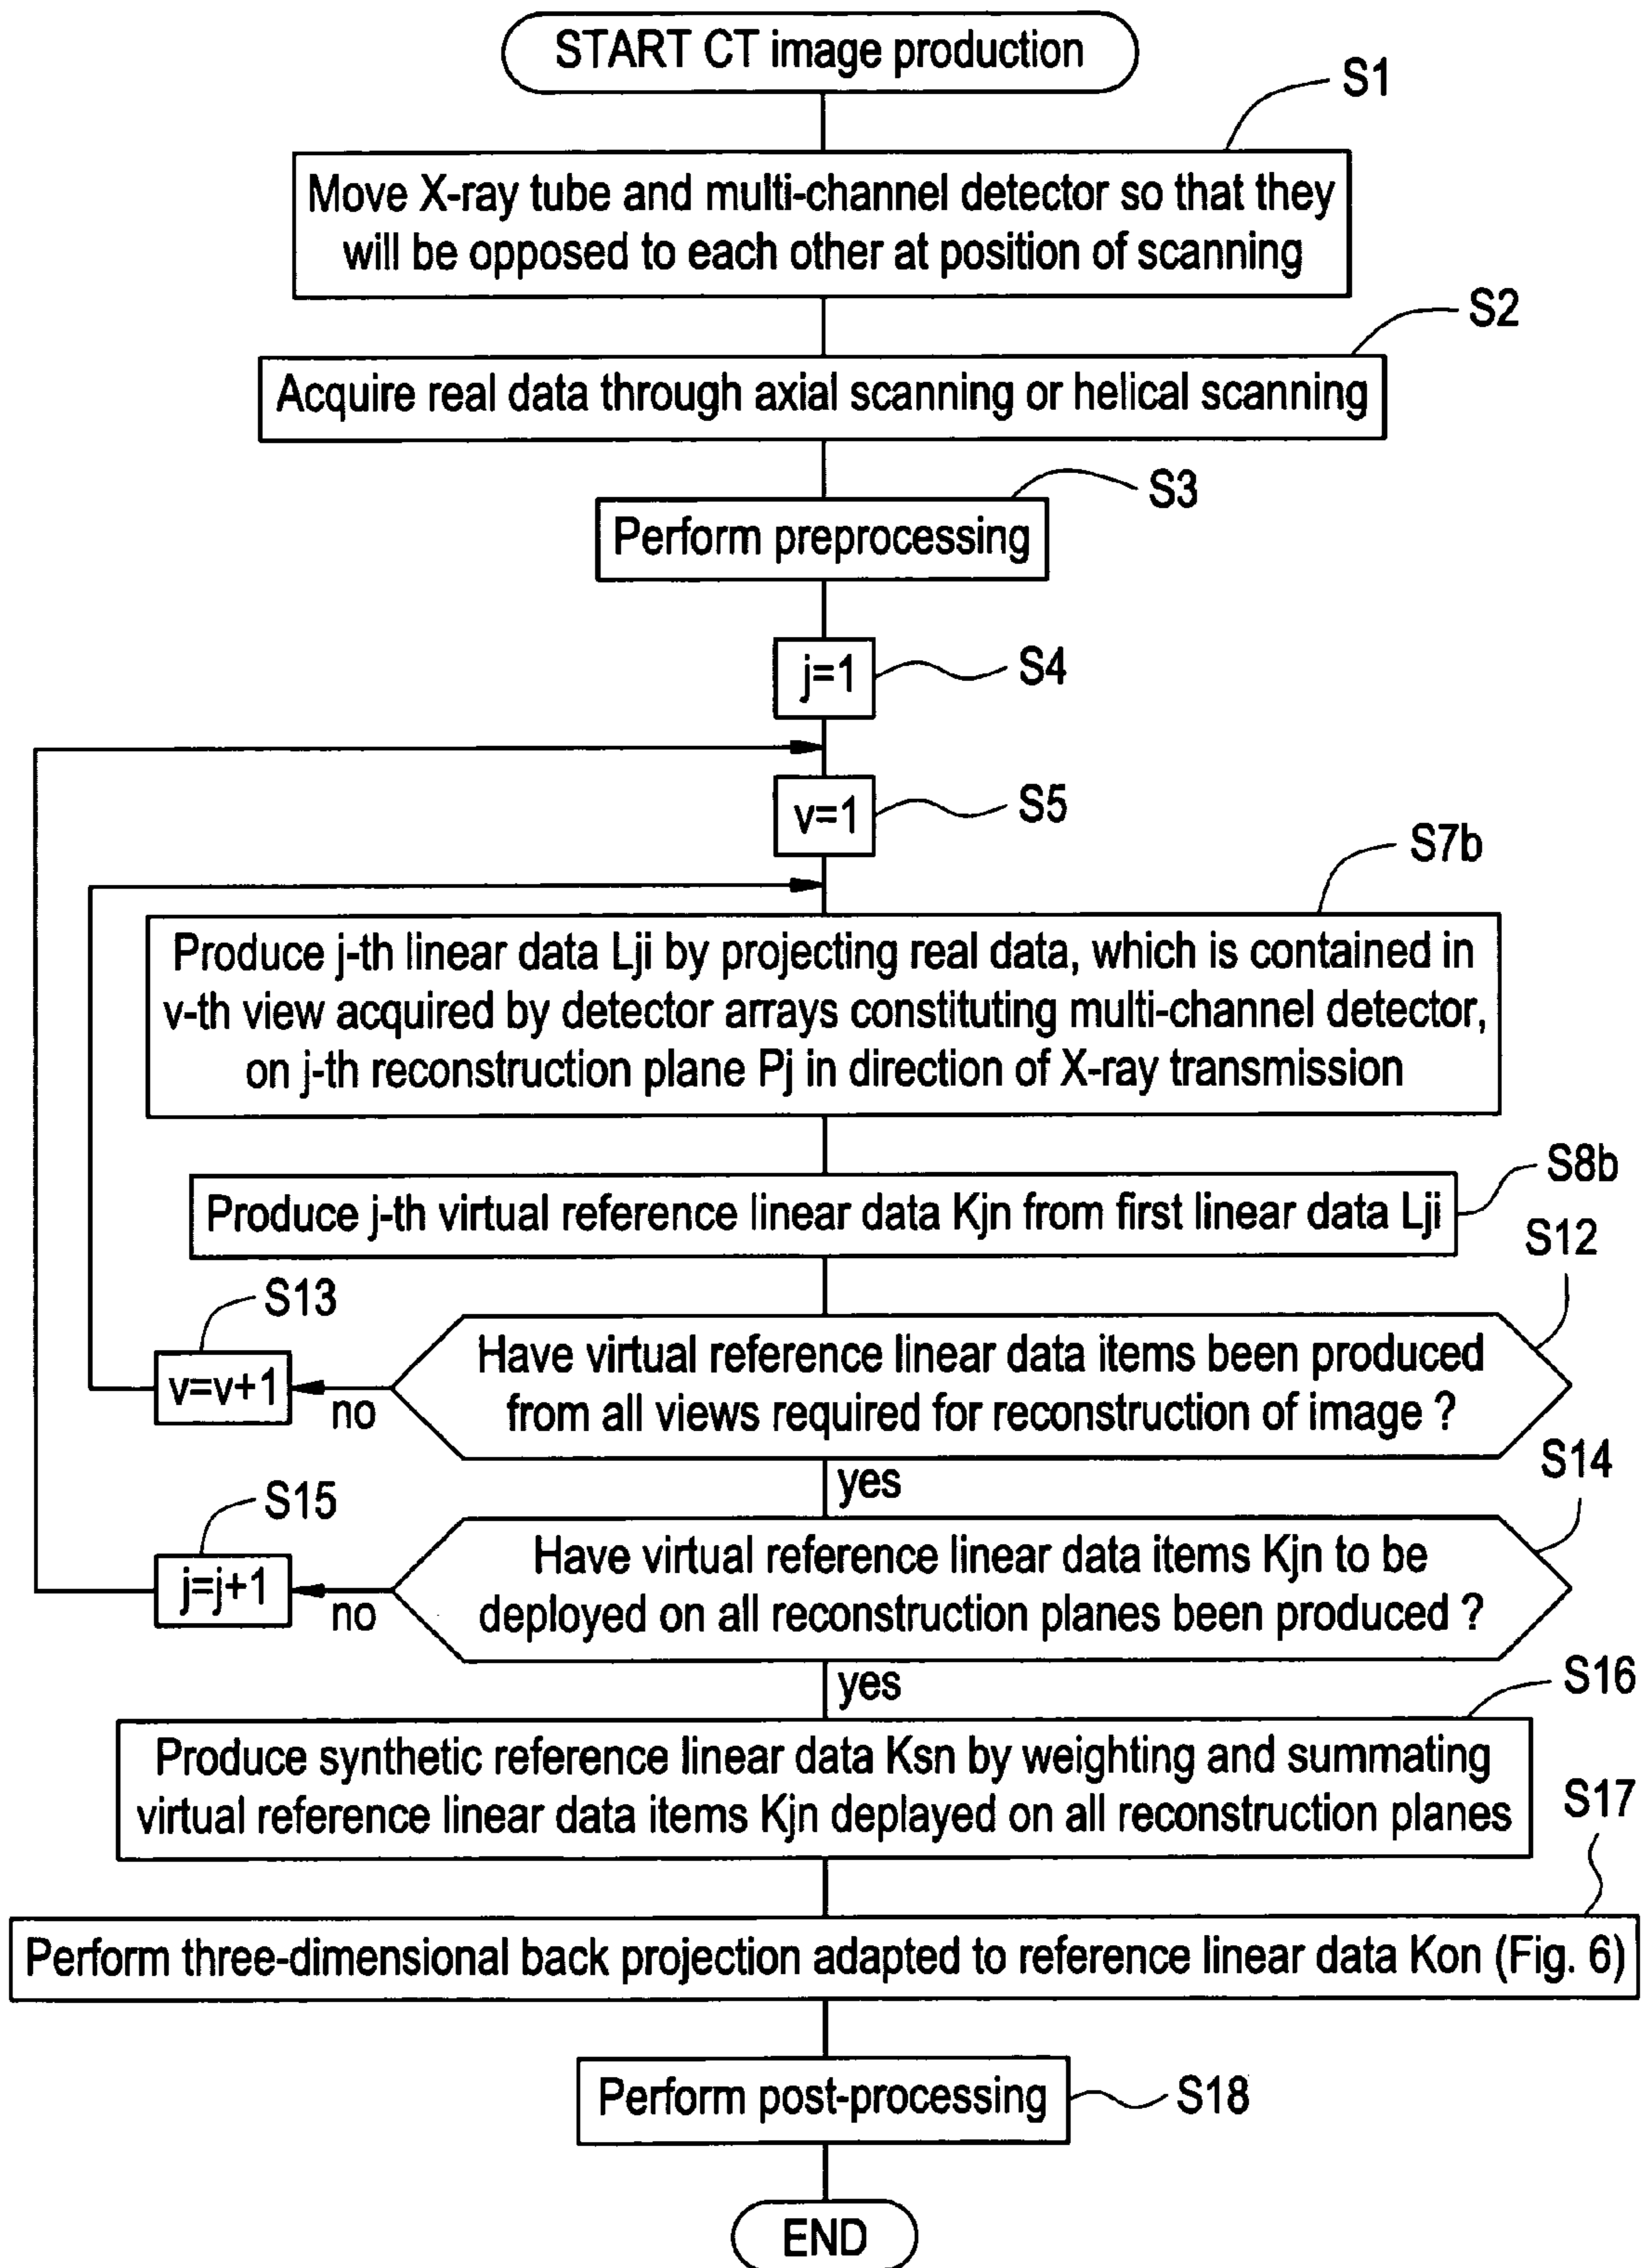 START CT image production
S1
Move X-ray tube and multi-channel detector so that they
will be opposed to each other at position of scanning
S2
Acquire real data through axial scanning or helical scanning
S3
Perform preprocessing
j=1
S4
v=1
S5
S7b
Produce j-th linear data Lji by projecting real data, which is contained in
v-th view acquired by detector arrays constituting multi-channel detector,
on j-th reconstruction plane Pj in direction of X-ray transmission
S8b
Produce j-th virtual reference linear data Kjn from first linear data Lji
S12
S13
Have virtual reference linear data items been produced
from all views required for reconstruction of image ?
v=v+1
no
yes
S14
S15
Have virtual reference linear data items Kjn to be
deployed on all reconstruction planes been produced ?
j=j+1
no
yes
S16
Produce synthetic reference linear data Ksn by weighting and summating
virtual reference linear data items Kjn deplayed on all reconstruction planes
S17
Perform three-dimensional back projection adapted to reference linear data Kon (Fig. 6)
Perform post-processing
S18
END